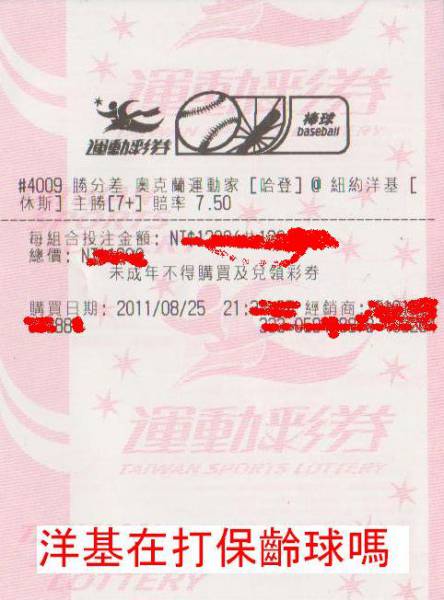 運動彩券
運動彩券
棒球
baseball
#4009 勝分差 奧克蘭運動家 [哈登]@ 紐約洋基 [
休斯] 主勝[7+] 賠率 7.50
每組合投注金額: NT$
總價: N
未成年不得購買及兌領彩券
購買日期: 2011/08/25 21: 經銷商:
運動彩券
TAIWAN SPORTS LOTTERY
洋基在打保齡球嗎
LOTTERY